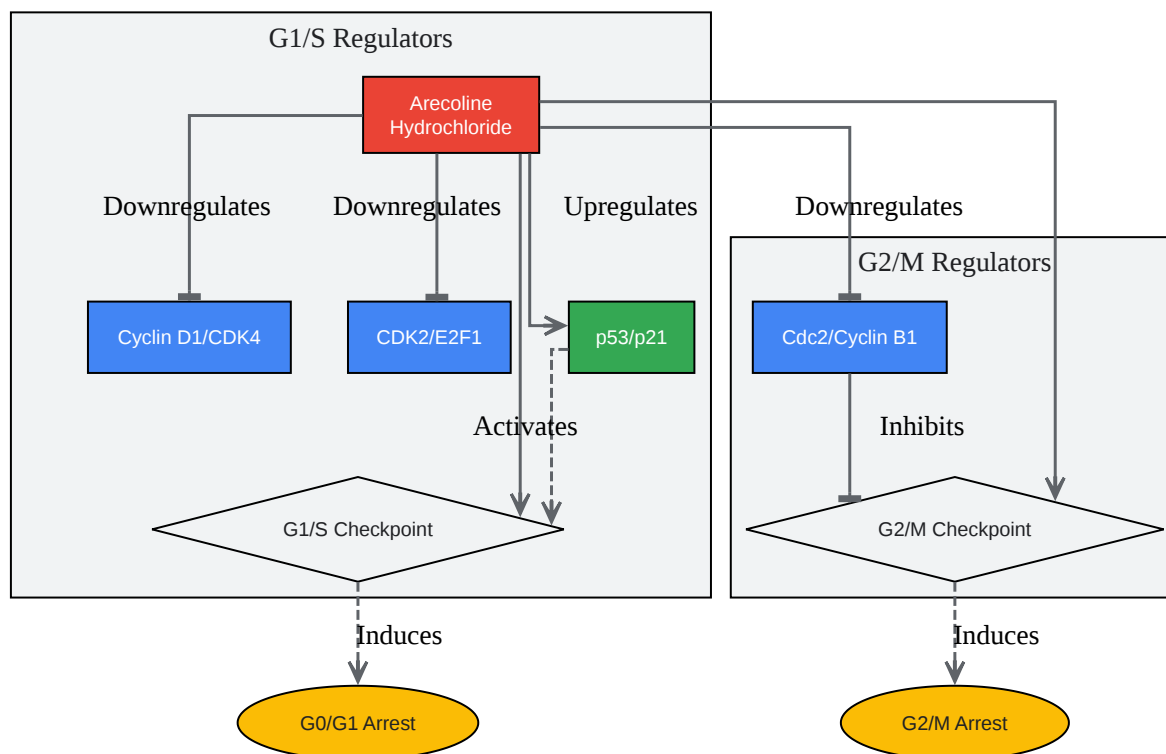 G1/S Regulators
Arecoline
Hydrochloride
Downregulates
Downregulates
Upregulates
Downregulates
G2/M Regulators
Cyclin D1/CDK4
CDK2/E2F1
p53/p21
Cdc2/Cyclin B1
Activates
Inhibits
G1/S Checkpoint
G2/M Checkpoint
Induces
Induces
G0/G1 Arrest
G2/M Arrest